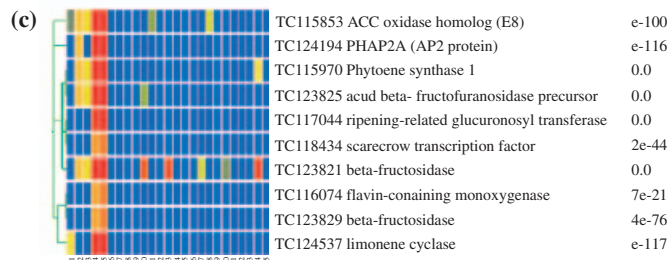 (c)
TC115853 ACC oxidase homolog (E8) e-100
TC124194 PHAP2A (AP2 protein) e-116
TC115970 Phytoene synthase 1 0.0
TC123825 acud beta- fructofuranosidase precursor 0.0
TC117044 ripening-related glucuronosyl transferase 0.0
TC118434 scarecrow transcription factor 2e-44
TC123821 beta-fructosidase 0.0
TC116074 flavin-conaining monoxygenase 7e-21
TC123829 beta-fructosidase 4e-76
TC124537 limonene cyclase e-117